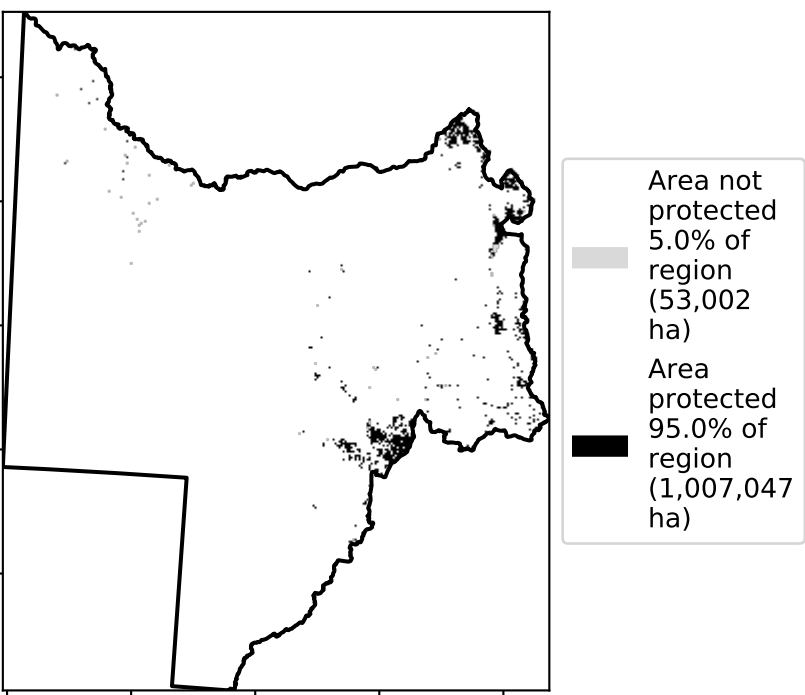 Area not
protected
5.0% of
region
(53,002
ha)
Area
protected
95.0% of
region
(1,007,047
ha)